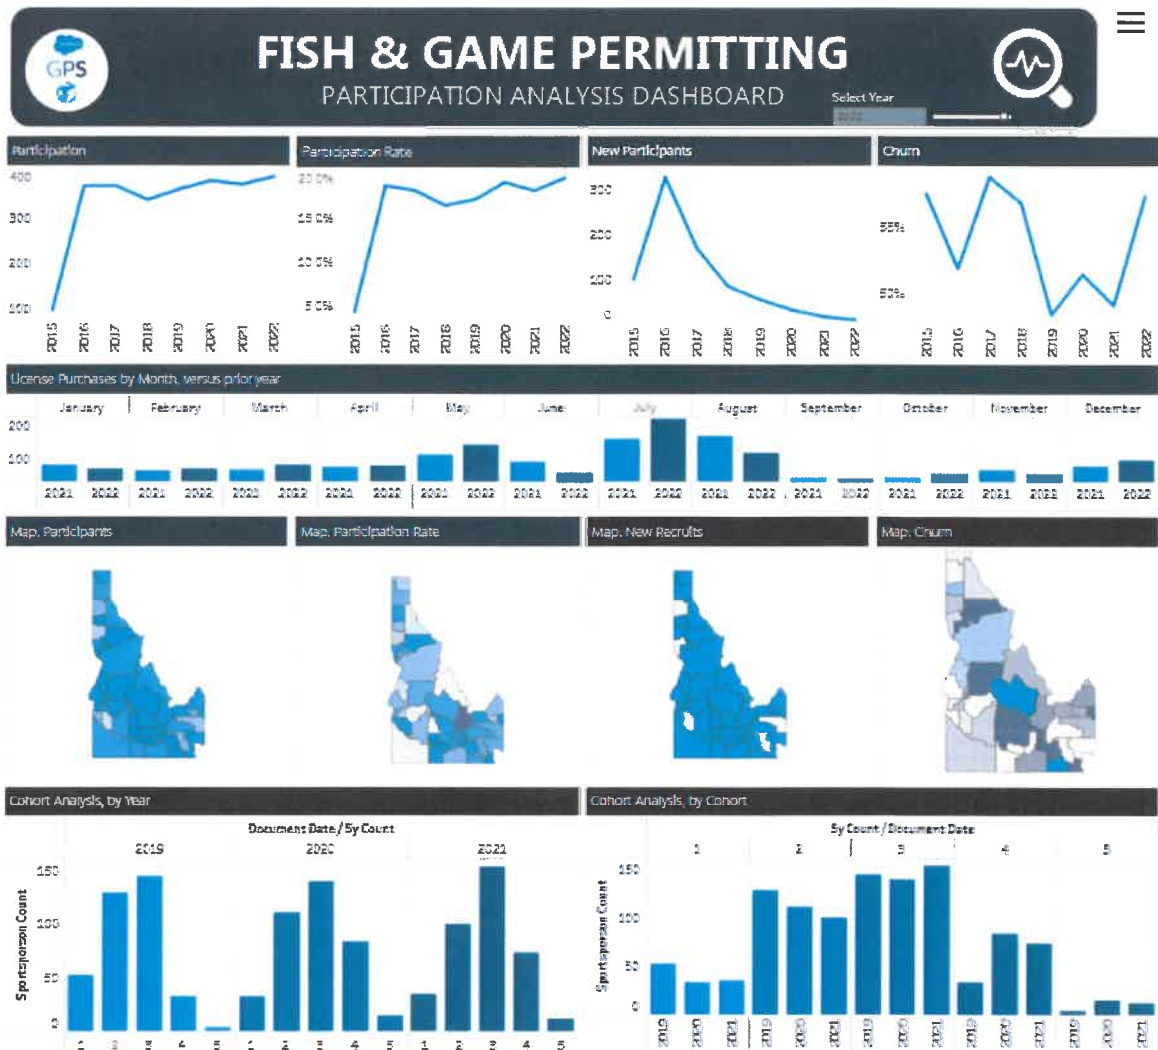 GPS
FISH & GAME PERMITTING
PARTICIPATION ANALYSIS DASHBOARD
Select Year
Participation
400
300
200
100
2015 2016 2017 2018 2019 2020 2021 2022
Participation Rate
20.0%
15.0%
10.0%
5.0%
2015 2016 2017 2018 2019 2020 2021 2022
New Participants
300
200
100
0
2015 2016 2017 2018 2019 2020 2021 2022
Churn
55%
50%
2015 2016 2017 2018 2019 2020 2021 2022
License Purchases by Month, versus prior year
January February March April May June July August September October November December
200
100
2021 2022 2021 2022 2021 2022 2021 2022 2021 2022 2021 2022 2021 2022 2021 2022 2021 2022 2021 2022 2021 2022 2021 2022
Map, Participants
Map, Participation Rate
Map, New Recruits
Map, Churn
Cohort Analysis, by Year
Document Date / Sy Count
2019 2020 2021
Sportsperson Count
150
100
50
0
1 2 3 4 5 1 2 3 4 5 1 2 3 4 5
Cohort Analysis, by Cohort
Sy Count / Document Date
1 2 3 4 5
Sportsperson Count
150
100
50
0
2019 2020 2021 2019 2020 2021 2019 2020 2021 2019 2020 2021 2019 2020 2021